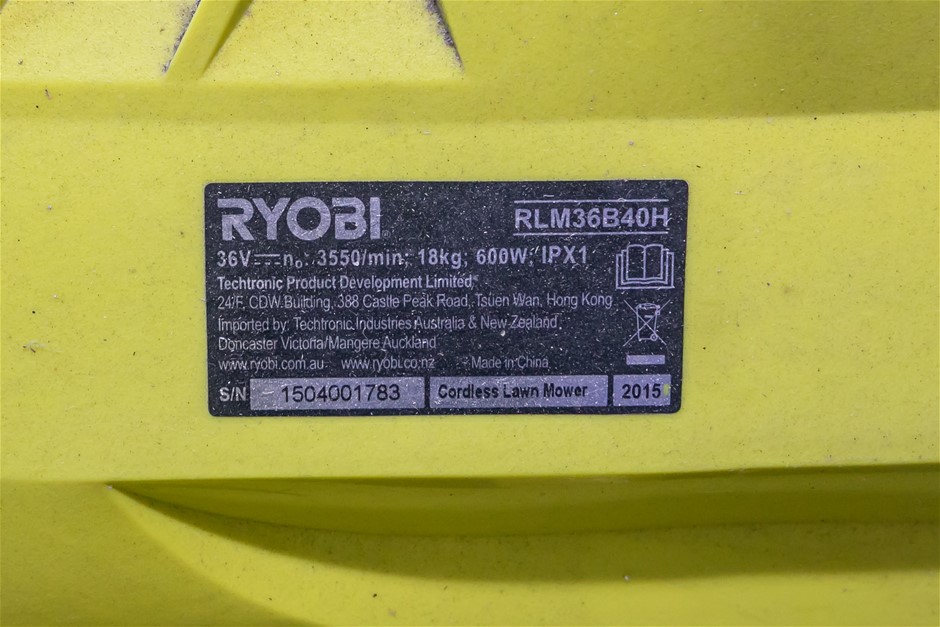 RYOBI RLM36B40H
36V⎓n₀: 3550/min; 18kg; 600W; IPX1
Techtronic Product Development Limited
24/F, CDW Building, 388 Castle Peak Road, Tsuen Wan, Hong Kong
Imported by: Techtronic Industries Australia & New Zealand
Doncaster Victoria/Mangere Auckland
www.ryobi.com.au www.ryobi.co.nz Made in China
S/N 1504001783 Cordless Lawn Mower 2015